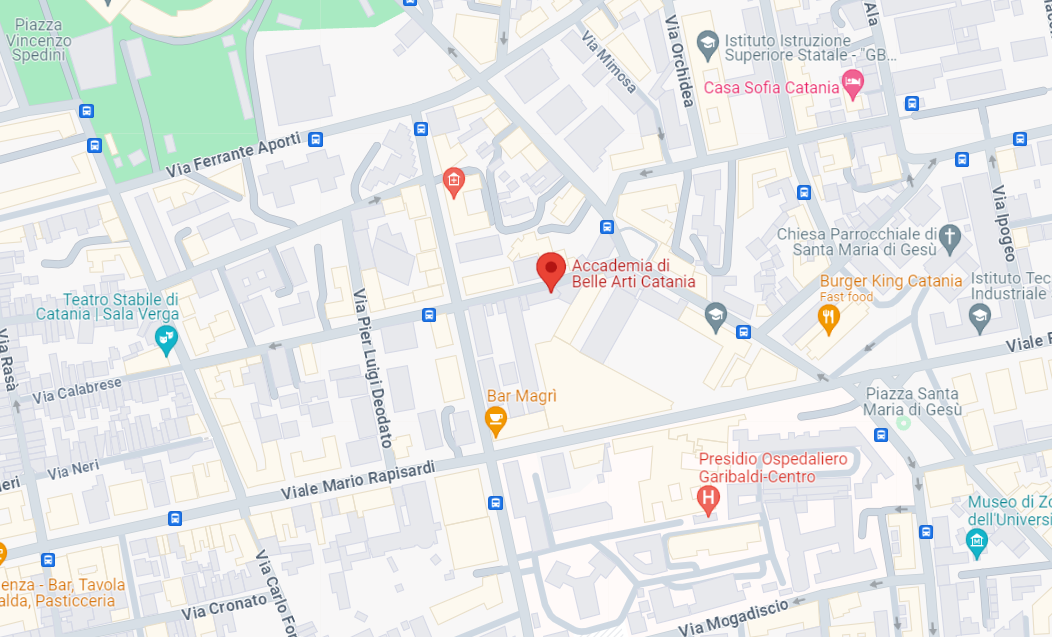 Piazza
Vincenzo
Spedini
Via Mimosa
Via Orchidea
Ala
Istituto Istruzione
Superiore Statale - "GB...
Casa Sofia Catania
Via Ferrante Aporti
Via Ipogeo
Chiesa Parrocchiale di
Santa Maria di Gesù
Accademia di
Belle Arti Catania
Burger King Catania
Fast food
Istituto Tec
Industriale
Teatro Stabile di
Catania | Sala Verga
Via Pier Luigi Deodato
Via Rasà
Viale
Via Calabrese
Bar Magrì
Piazza Santa
Maria di Gesù
Via Neri
Viale Mario Rapisardi
Presidio Ospedaliero
Garibaldi-Centro
H
Museo di Zo
dell'Universi
enza - Bar, Tavola
alda, Pasticceria
Via Carlo For
Via Cronato
Via Mogadiscio